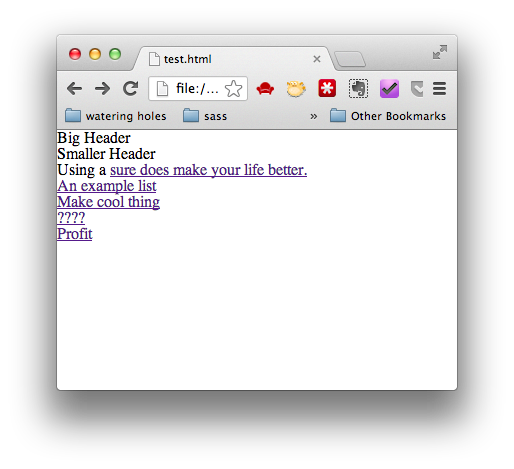 test.html
file:/...
watering holes
sass
»
Other Bookmarks
Big Header
Smaller Header
Using a sure does make your life better.
An example list
Make cool thing
????
Profit